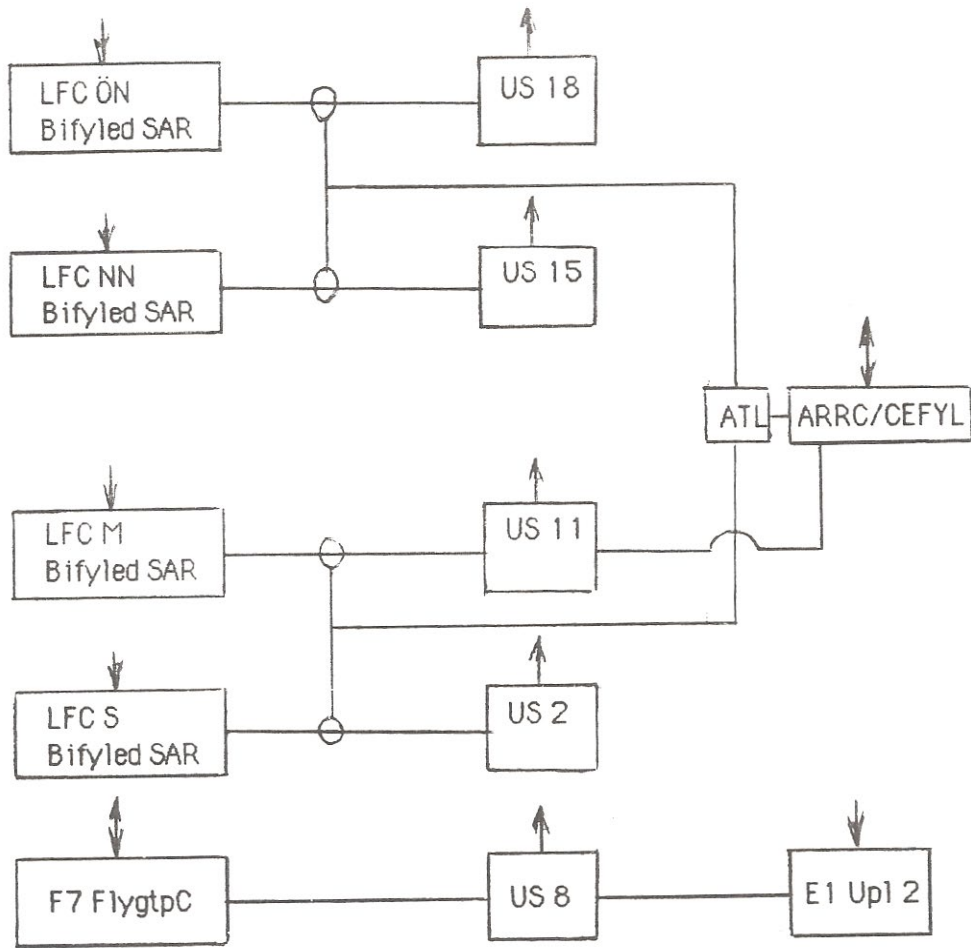 LFC ÖN
Bifyled SAR
US 18
LFC NN
Bifyled SAR
US 15
ATL
ARRC/CEFYL
LFC M
Bifyled SAR
US 11
LFC S
Bifyled SAR
US 2
F7 FlygtpC
US 8
E1 Upl 2